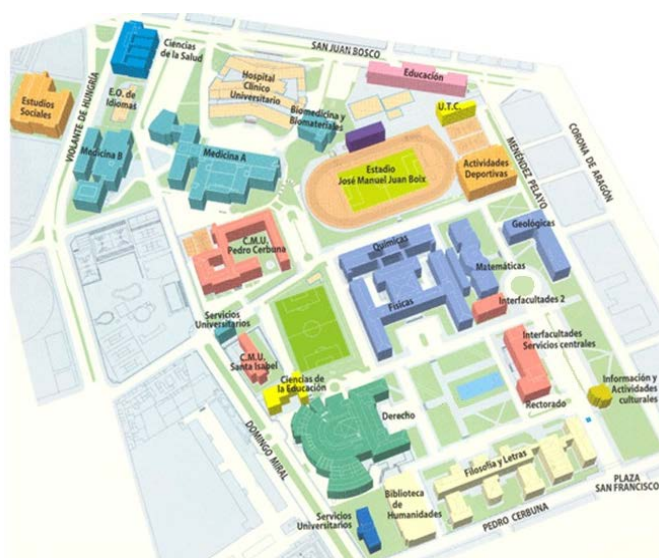 SAN JUAN BOSCO
Ciencias
de la Salud
Hospital
Clínico
Universitario
Educación
Estudios
Sociales
E.O. de
Idiomas
VIOLANTE DE HUNGRÍA
Biomedicina y
Biomateriales
U.T.C.
MENÉNDEZ PELAYO
CORONA DE ARAGÓN
Medicina B
Medicina A
Estadio
José Manuel Juan Boix
Actividades
Deportivas
C.M.U.
Pedro Cerbuna
Químicas
Geológicas
Matemáticas
Físicas
Interfacultades 2
Servicios
Universitarios
Interfacultades
Servicios centrales
C.M.U.
Santa Isabel
Ciencias de
la Educación
Información y
Actividades
culturales
Rectorado
Derecho
DOMINGO MIRAL
Filosofía y Letras
Biblioteca
de
Humanidades
PLAZA
SAN FRANCISCO
Servicios
Universitarios
PEDRO CERBUNA